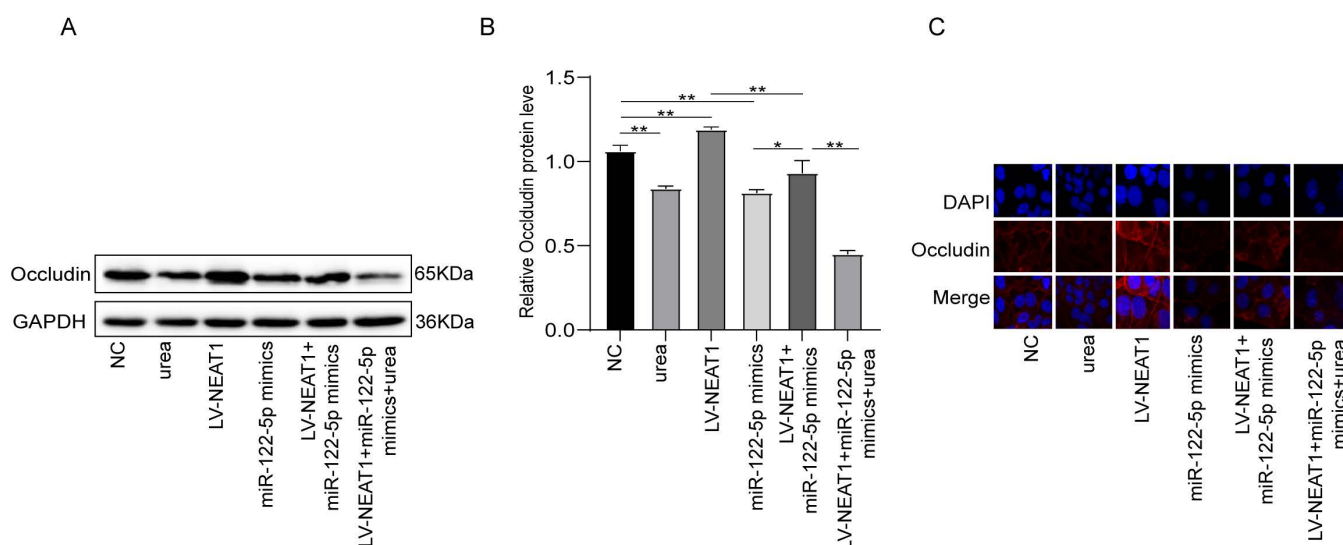 A
Occludin
65KDa
GAPDH
36KDa
NC
urea
LV-NEAT1
miR-122-5p mimics
LV-NEAT1+
miR-122-5p mimics
LV-NEAT1+miR-122-5p
mimics+urea
B
Relative Occldudin protein leve
1.5
1.0
0.5
0.0
**
**
**
**
*
**
NC
urea
LV-NEAT1
miR-122-5p mimics
LV-NEAT1+
miR-122-5p mimics
LV-NEAT1+miR-122-5p
mimics+urea
C
DAPI
Occludin
Merge
NC
urea
LV-NEAT1
miR-122-5p mimics
LV-NEAT1+
miR-122-5p mimics
LV-NEAT1+miR-122-5p
mimics+urea